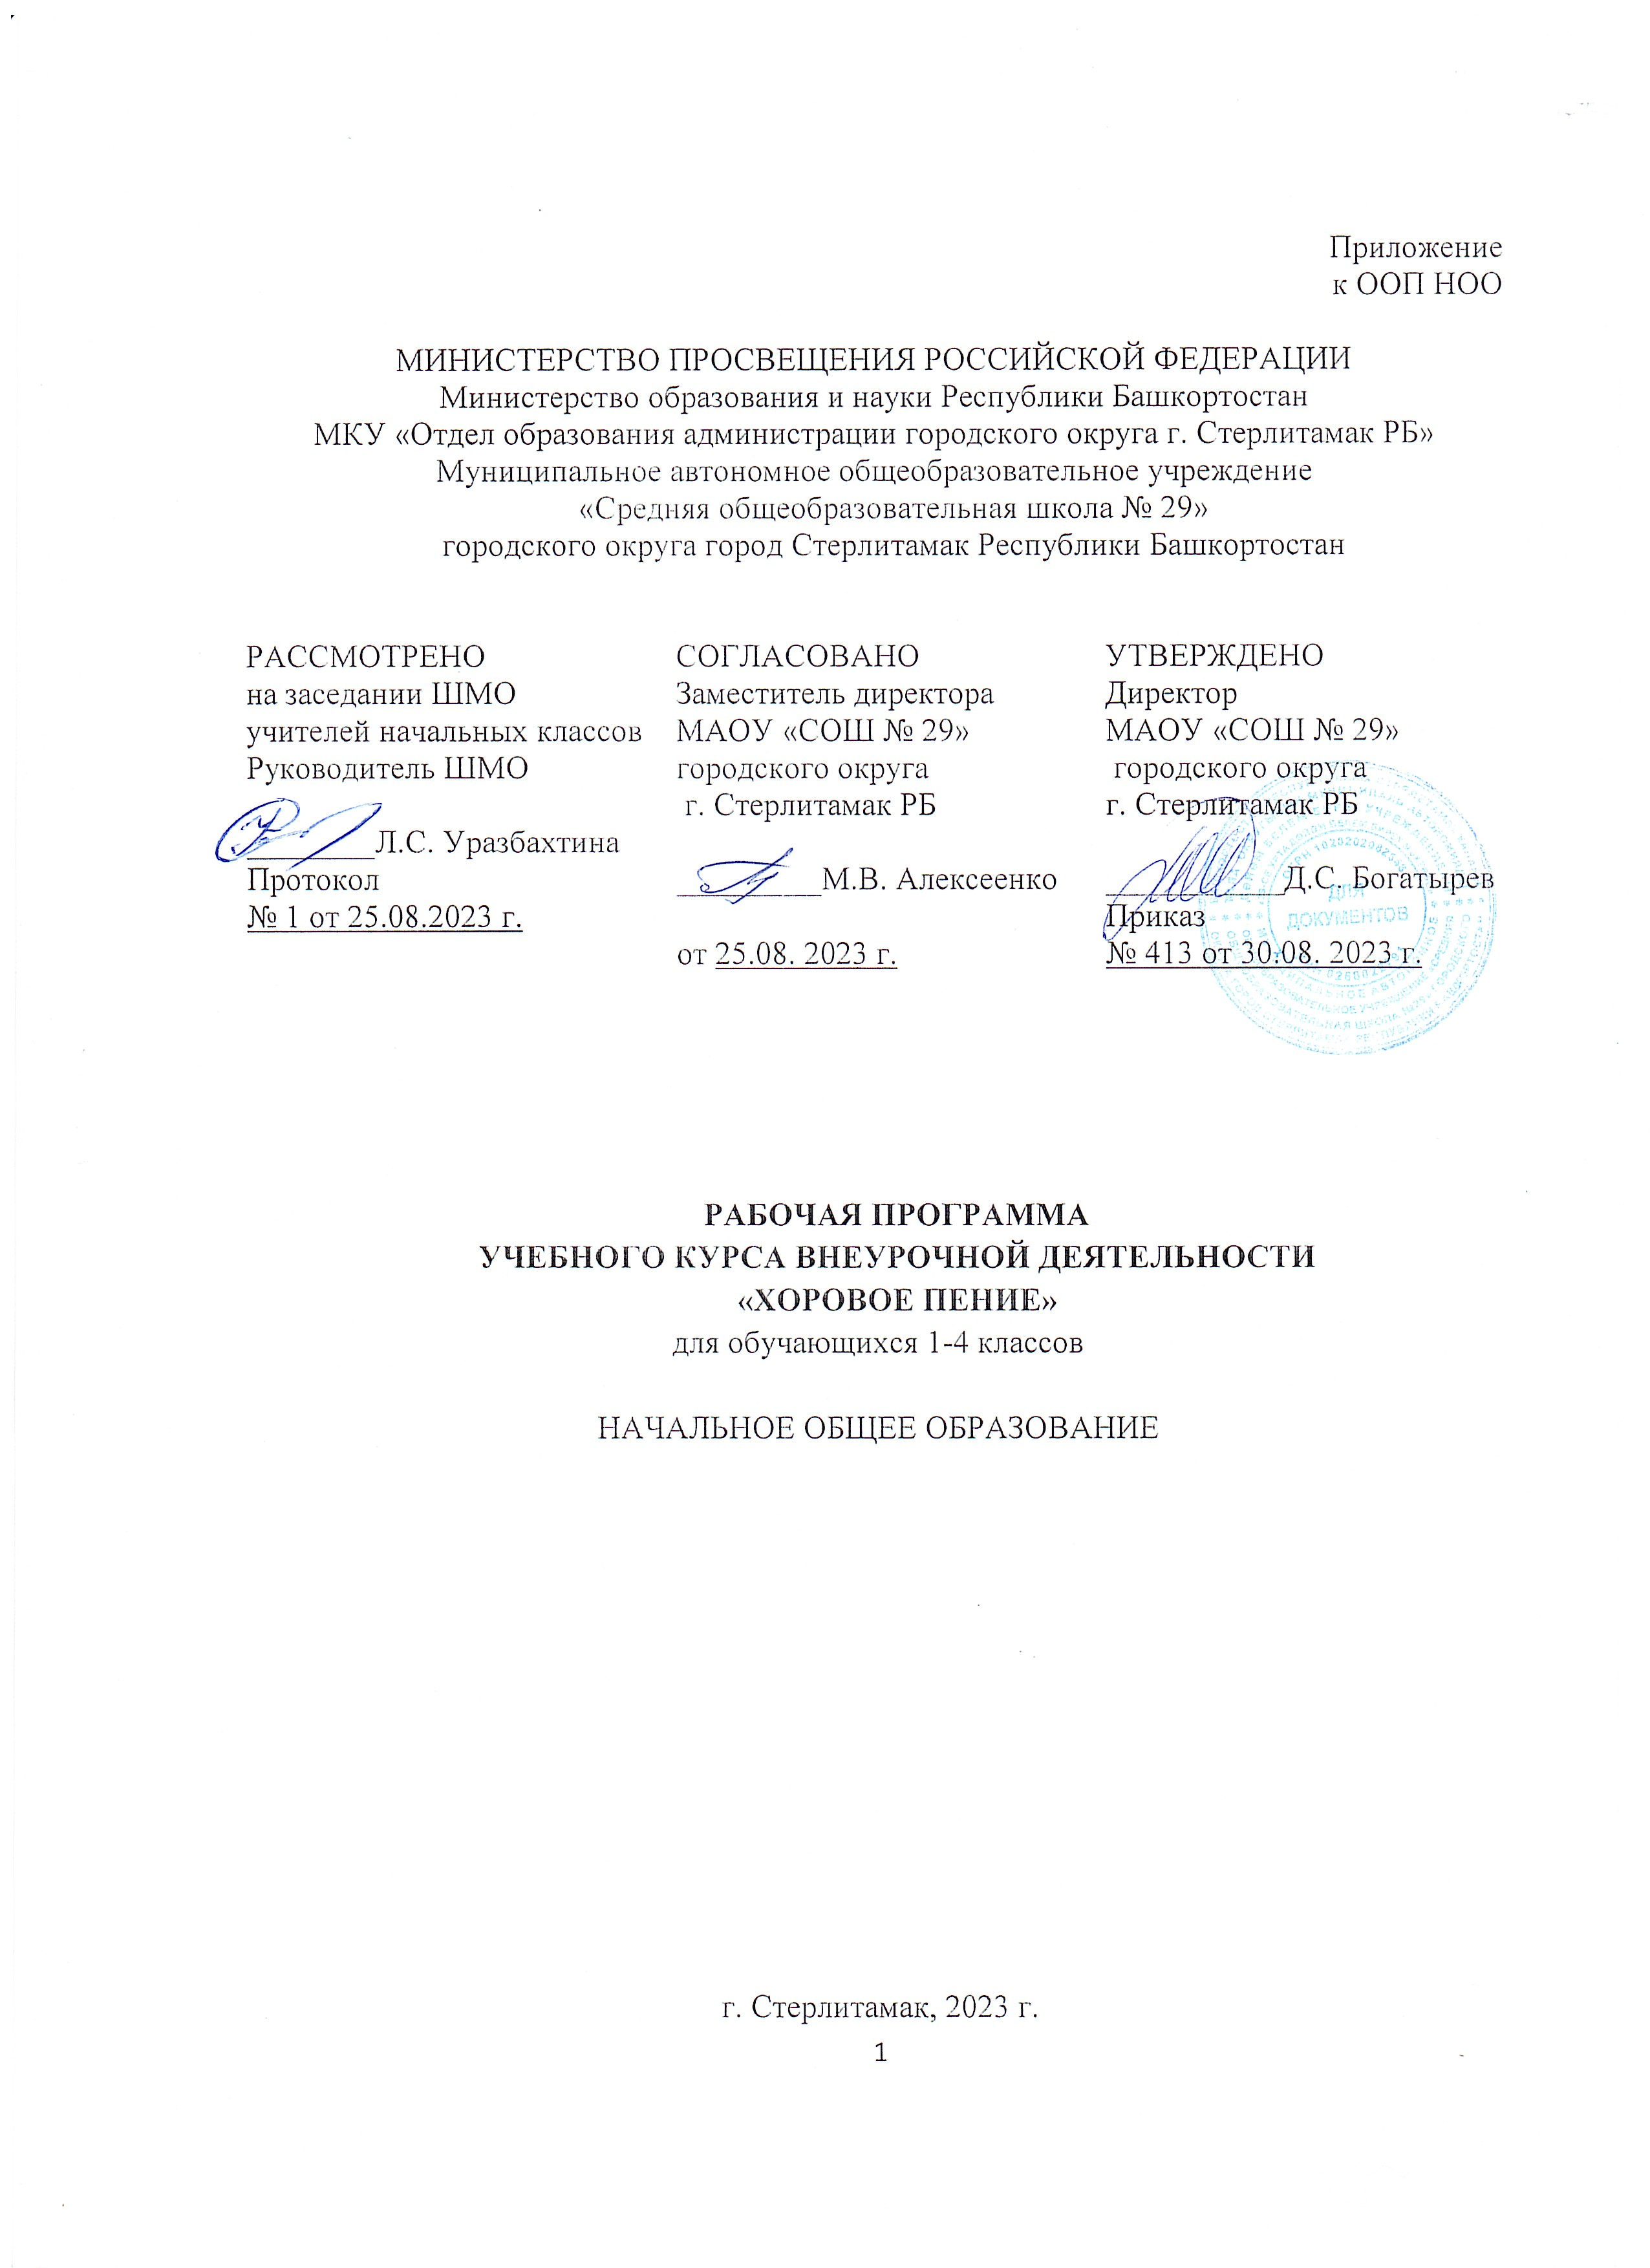 Приложение
к ООП НОО
МИНИСТЕРСТВО ПРОСВЕЩЕНИЯ РОССИЙСКОЙ ФЕДЕРАЦИИ
Министерство образования и науки Республики Башкортостан
МКУ «Отдел образования администрации городского округа г. Стерлитамак РБ»
Муниципальное автономное общеобразовательное учреждение
«Средняя общеобразовательная школа № 29»
городского округа город Стерлитамак Республики Башкортостан
РАССМОТРЕНО
на заседании ШМО
учителей начальных классов
Руководитель ШМО
________Л.С. Уразбахтина
Протокол
№ 1 от 25.08.2023 г.
СОГЛАСОВАНО
Заместитель директора
МАОУ «СОШ № 29»
городского округа
г. Стерлитамак РБ
_________М.В. Алексеенко
от 25.08. 2023 г.
УТВЕРЖДЕНО
Директор
МАОУ «СОШ № 29»
городского округа
г. Стерлитамак РБ
___________Д.С. Богатырев
Приказ
№ 413 от 30.08. 2023 г.
ДЛЯ
ДОКУМЕНТОВ
РАБОЧАЯ ПРОГРАММА
УЧЕБНОГО КУРСА ВНЕУРОЧНОЙ ДЕЯТЕЛЬНОСТИ
«ХОРОВОЕ ПЕНИЕ»
для обучающихся 1-4 классов
НАЧАЛЬНОЕ ОБЩЕЕ ОБРАЗОВАНИЕ
г. Стерлитамак, 2023 г.
1